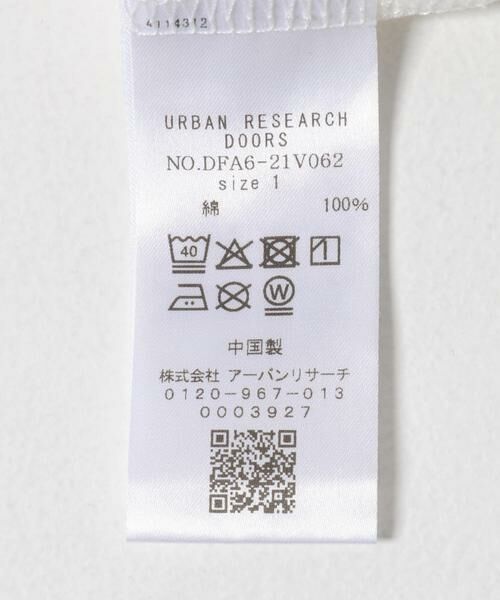 4114312
URBAN RESEARCH
DOORS
NO.DFA6-21V062
size 1
綿 100%
40
W
中国製
株式会社 アーバンリサーチ
0120-967-013
0003927